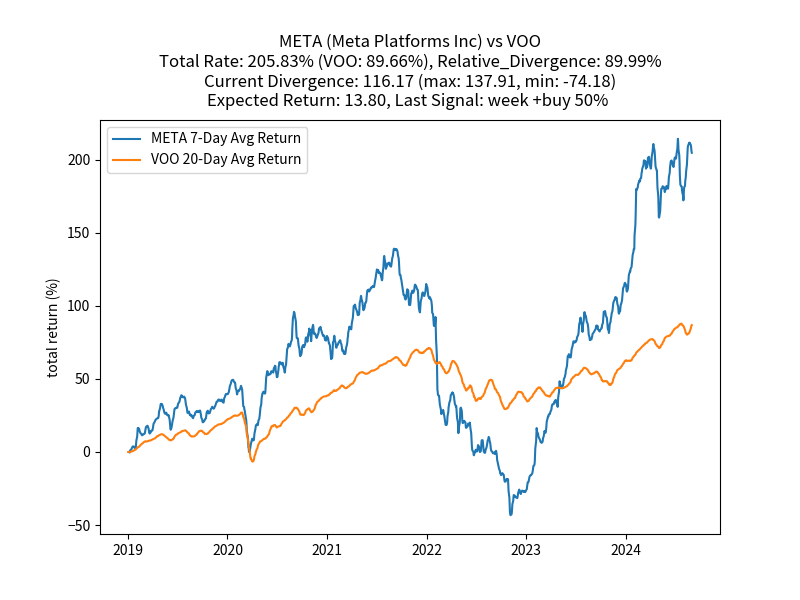 META (Meta Platforms Inc) vs VOO
Total Rate: 205.83% (VOO: 89.66%), Relative_Divergence: 89.99%
Current Divergence: 116.17 (max: 137.91, min: -74.18)
Expected Return: 13.80, Last Signal: week +buy 50%
META 7-Day Avg Return
VOO 20-Day Avg Return
total return (%)
200
150
100
50
0
−50
2019
2020
2021
2022
2023
2024